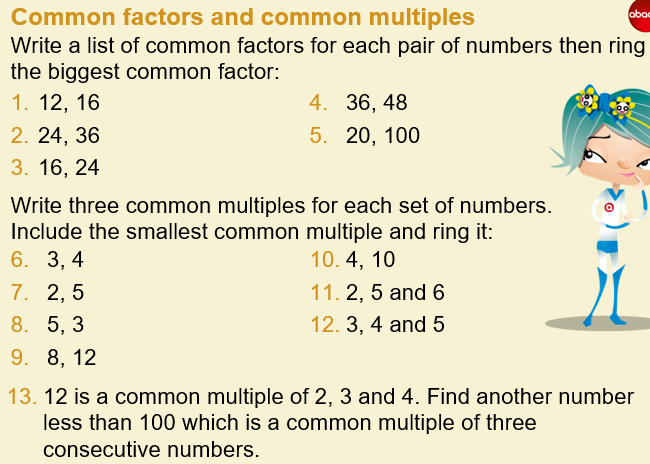 Common factors and common multiples
Write a list of common factors for each pair of numbers then ring
the biggest common factor:
1. 12, 16
2. 24, 36
3. 16, 24
4. 36, 48
5. 20, 100
Write three common multiples for each set of numbers.
Include the smallest common multiple and ring it:
6. 3, 4
7. 2, 5
8. 5, 3
9. 8, 12
10. 4, 10
11. 2, 5 and 6
12. 3, 4 and 5
13. 12 is a common multiple of 2, 3 and 4. Find another number
less than 100 which is a common multiple of three
consecutive numbers.